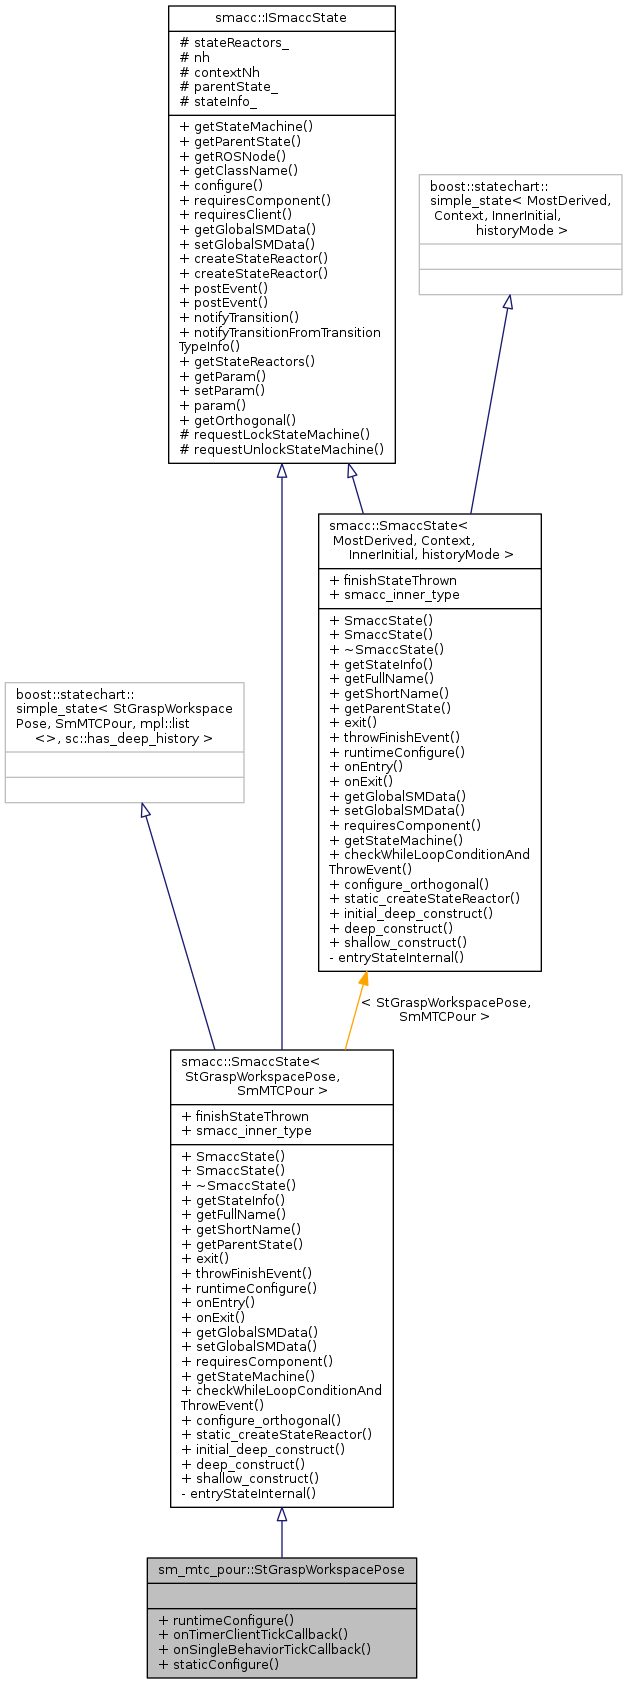 smacc::ISmaccState
# stateReactors_
# nh
# contextNh
# parentState_
# stateInfo_
+ getStateMachine()
+ getParentState()
+ getROSNode()
+ getClassName()
+ configure()
+ requiresComponent()
+ requiresClient()
+ getGlobalSMData()
+ setGlobalSMData()
+ createStateReactor()
+ createStateReactor()
+ postEvent()
+ postEvent()
+ notifyTransition()
+ notifyTransitionFromTransition
TypeInfo()
+ getStateReactors()
+ getParam()
+ setParam()
+ param()
+ getOrthogonal()
# requestLockStateMachine()
# requestUnlockStateMachine()
boost::statechart::
simple_state< MostDerived,
Context, InnerInitial,
historyMode >
smacc::SmaccState<
MostDerived, Context,
InnerInitial, historyMode >
+ finishStateThrown
+ smacc_inner_type
+ SmaccState()
+ SmaccState()
+ ~SmaccState()
+ getStateInfo()
+ getFullName()
+ getShortName()
+ getParentState()
+ exit()
+ throwFinishEvent()
+ runtimeConfigure()
+ onEntry()
+ onExit()
+ getGlobalSMData()
+ setGlobalSMData()
+ requiresComponent()
+ getStateMachine()
+ checkWhileLoopConditionAnd
ThrowEvent()
+ configure_orthogonal()
+ static_createStateReactor()
+ initial_deep_construct()
+ deep_construct()
+ shallow_construct()
- entryStateInternal()
boost::statechart::
simple_state< StGraspWorkspace
Pose, SmMTCPour, mpl::list
<>, sc::has_deep_history >
< StGraspWorkspacePose,
SmMTCPour >
smacc::SmaccState<
StGraspWorkspacePose,
SmMTCPour >
+ finishStateThrown
+ smacc_inner_type
+ SmaccState()
+ SmaccState()
+ ~SmaccState()
+ getStateInfo()
+ getFullName()
+ getShortName()
+ getParentState()
+ exit()
+ throwFinishEvent()
+ runtimeConfigure()
+ onEntry()
+ onExit()
+ getGlobalSMData()
+ setGlobalSMData()
+ requiresComponent()
+ getStateMachine()
+ checkWhileLoopConditionAnd
ThrowEvent()
+ configure_orthogonal()
+ static_createStateReactor()
+ initial_deep_construct()
+ deep_construct()
+ shallow_construct()
- entryStateInternal()
sm_mtc_pour::StGraspWorkspacePose
+ runtimeConfigure()
+ onTimerClientTickCallback()
+ onSingleBehaviorTickCallback()
+ staticConfigure()